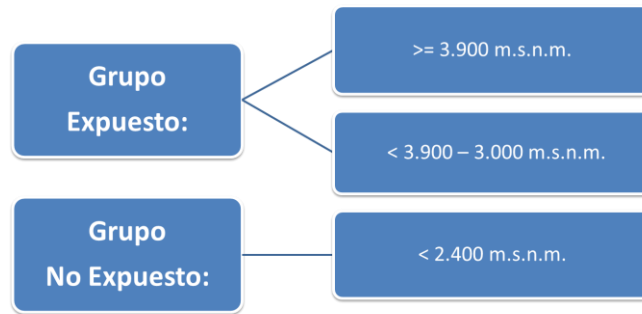 Grupo
Expuesto:
>= 3.900 m.s.n.m.
< 3.900 – 3.000 m.s.n.m.
Grupo
No Expuesto:
< 2.400 m.s.n.m.